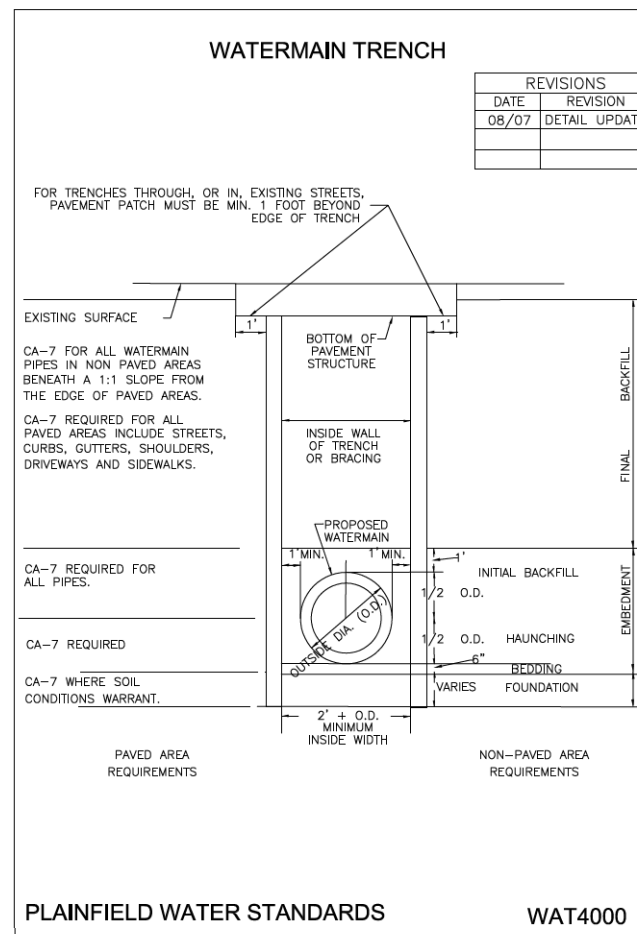 WATERMAIN TRENCH
REVISIONS
DATE REVISION
08/07 DETAIL UPDAT
FOR TRENCHES THROUGH, OR IN, EXISTING STREETS,
PAVEMENT PATCH MUST BE MIN. 1 FOOT BEYOND
EDGE OF TRENCH
EXISTING SURFACE
1'
1'
BOTTOM OF
PAVEMENT
STRUCTURE
CA-7 FOR ALL WATERMAIN
PIPES IN NON PAVED AREAS
BENEATH A 1:1 SLOPE FROM
THE EDGE OF PAVED AREAS.
CA-7 REQUIRED FOR ALL
PAVED AREAS INCLUDE STREETS,
CURBS, GUTTERS, SHOULDERS,
DRIVEWAYS AND SIDEWALKS.
INSIDE WALL
OF TRENCH
OR BRACING
FINAL BACKFILL
PROPOSED
WATERMAIN
1' MIN.
1' MIN.
1'
CA-7 REQUIRED FOR
ALL PIPES.
INITIAL BACKFILL
1/2 O.D.
OUTSIDE DIA. (O.D.)
EMBEDMENT
CA-7 REQUIRED
1/2 O.D. HAUNCHING
6"
BEDDING
CA-7 WHERE SOIL
CONDITIONS WARRANT.
VARIES FOUNDATION
2' + O.D.
MINIMUM
INSIDE WIDTH
PAVED AREA
REQUIREMENTS
NON-PAVED AREA
REQUIREMENTS
PLAINFIELD WATER STANDARDS
WAT4000